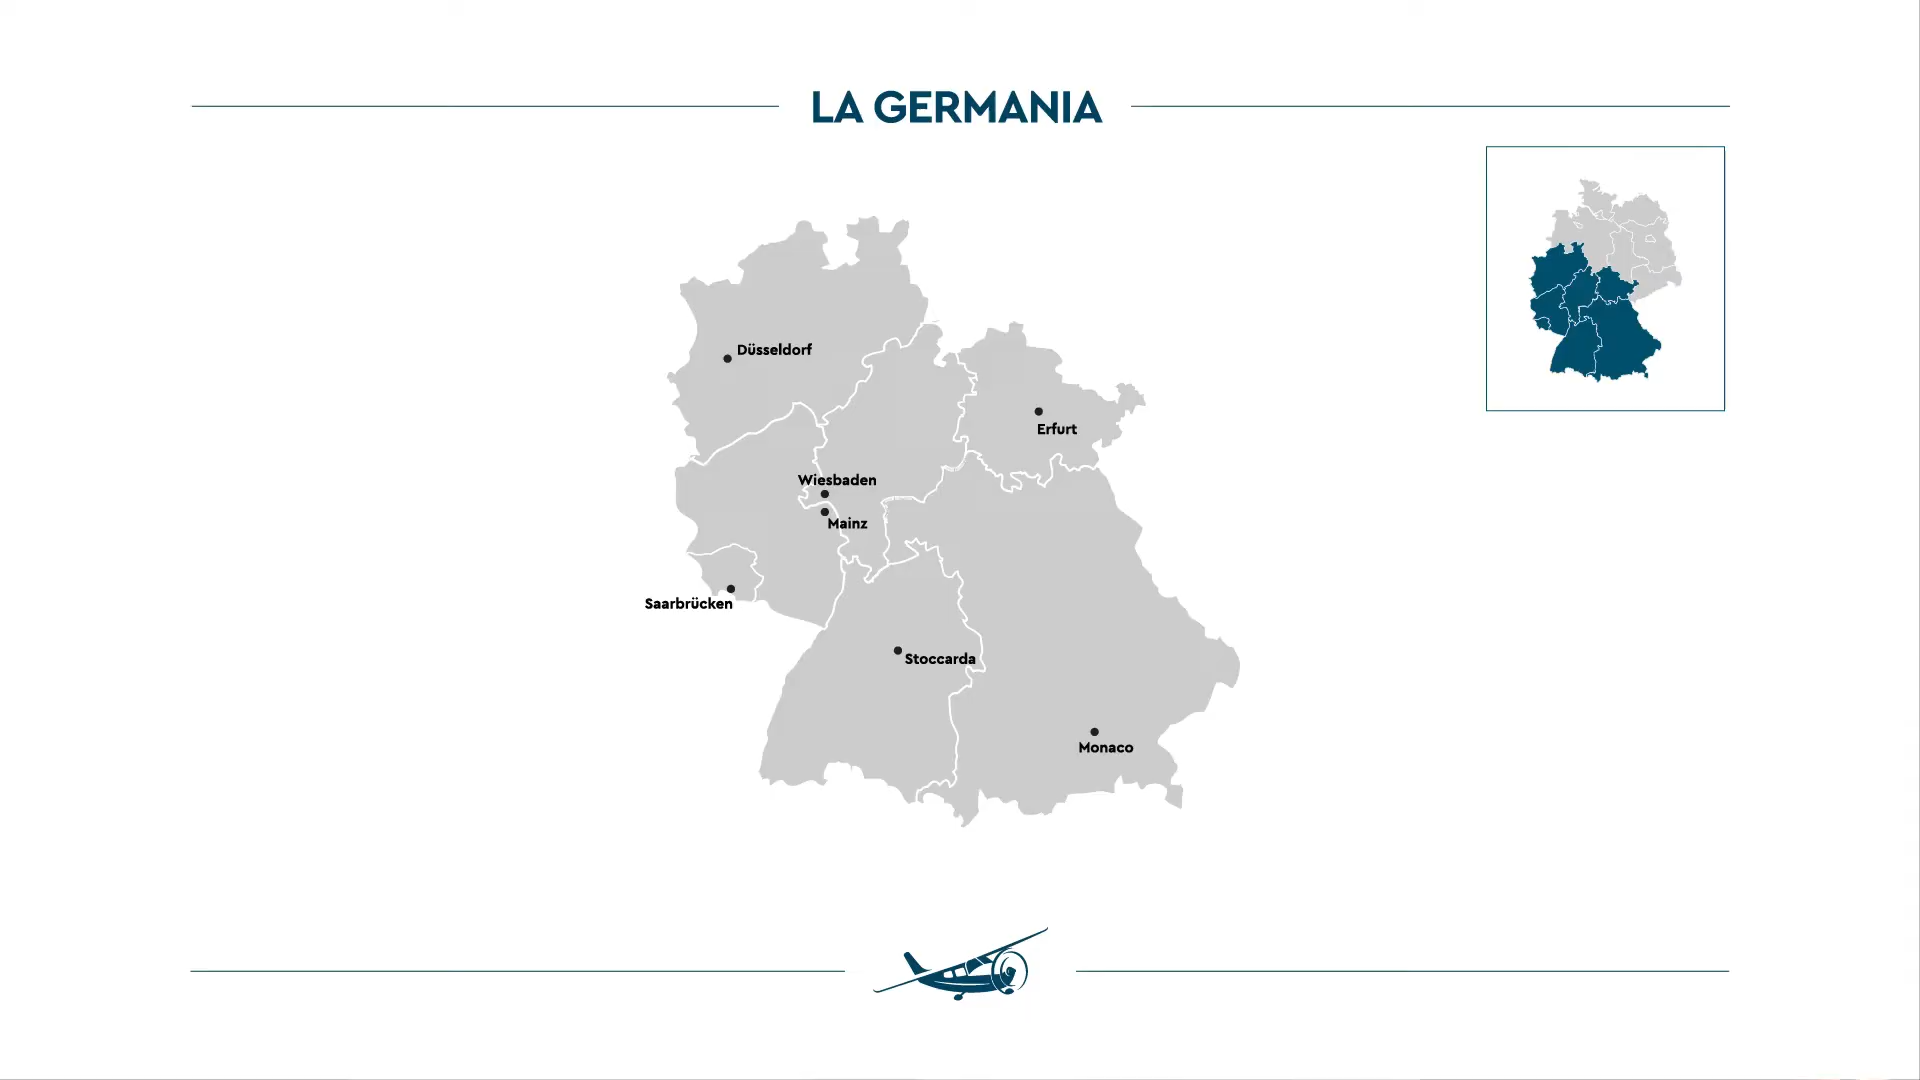 LA GERMANIA
Düsseldorf
Erfurt
Wiesbaden
Mainz
Saarbrücken
Stoccarda
Monaco